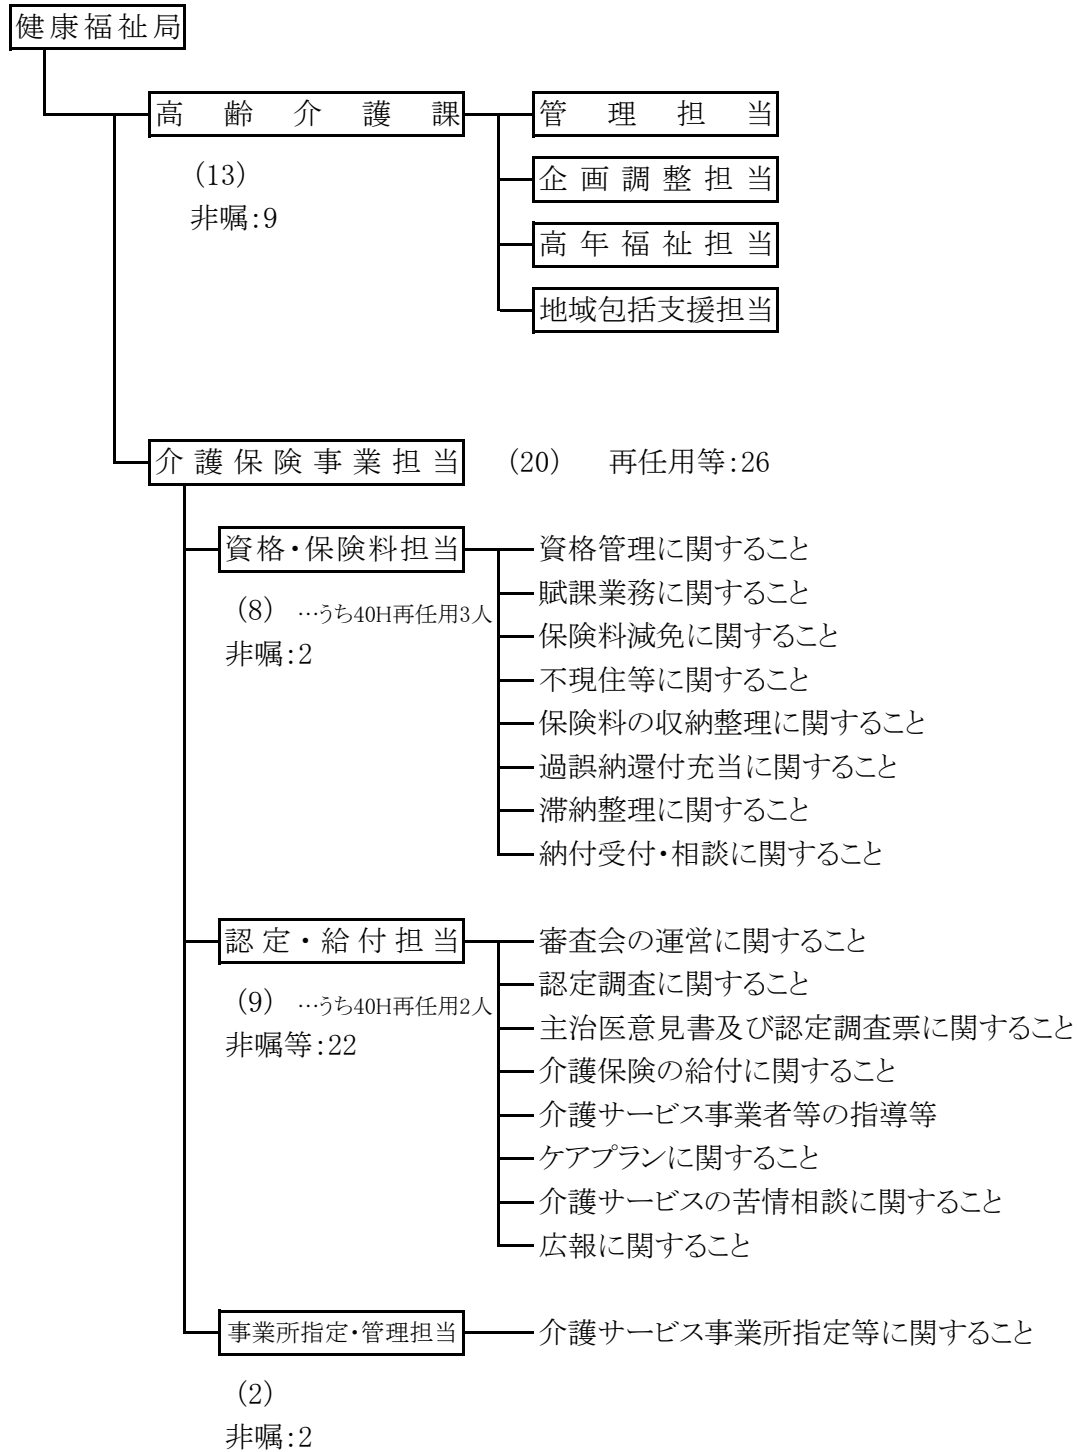 健康福祉局
高齢介護課
管理担当
(13)
企画調整担当
非嘱:9
高年福祉担当
地域包括支援担当
介護保険事業担当 (20) 再任用等:26
資格・保険料担当
資格管理に関すること
賦課業務に関すること
(8) …うち40H再任用3人
保険料減免に関すること
非嘱:2
不現住等に関すること
保険料の収納整理に関すること
過誤納還付充当に関すること
滞納整理に関すること
納付受付・相談に関すること
認定・給付担当
審査会の運営に関すること
認定調査に関すること
(9) …うち40H再任用2人
主治医意見書及び認定調査票に関すること
非嘱等:22
介護保険の給付に関すること
介護サービス事業者等の指導等
ケアプランに関すること
介護サービスの苦情相談に関すること
広報に関すること
事業所指定・管理担当
介護サービス事業所指定等に関すること
(2)
非嘱:2